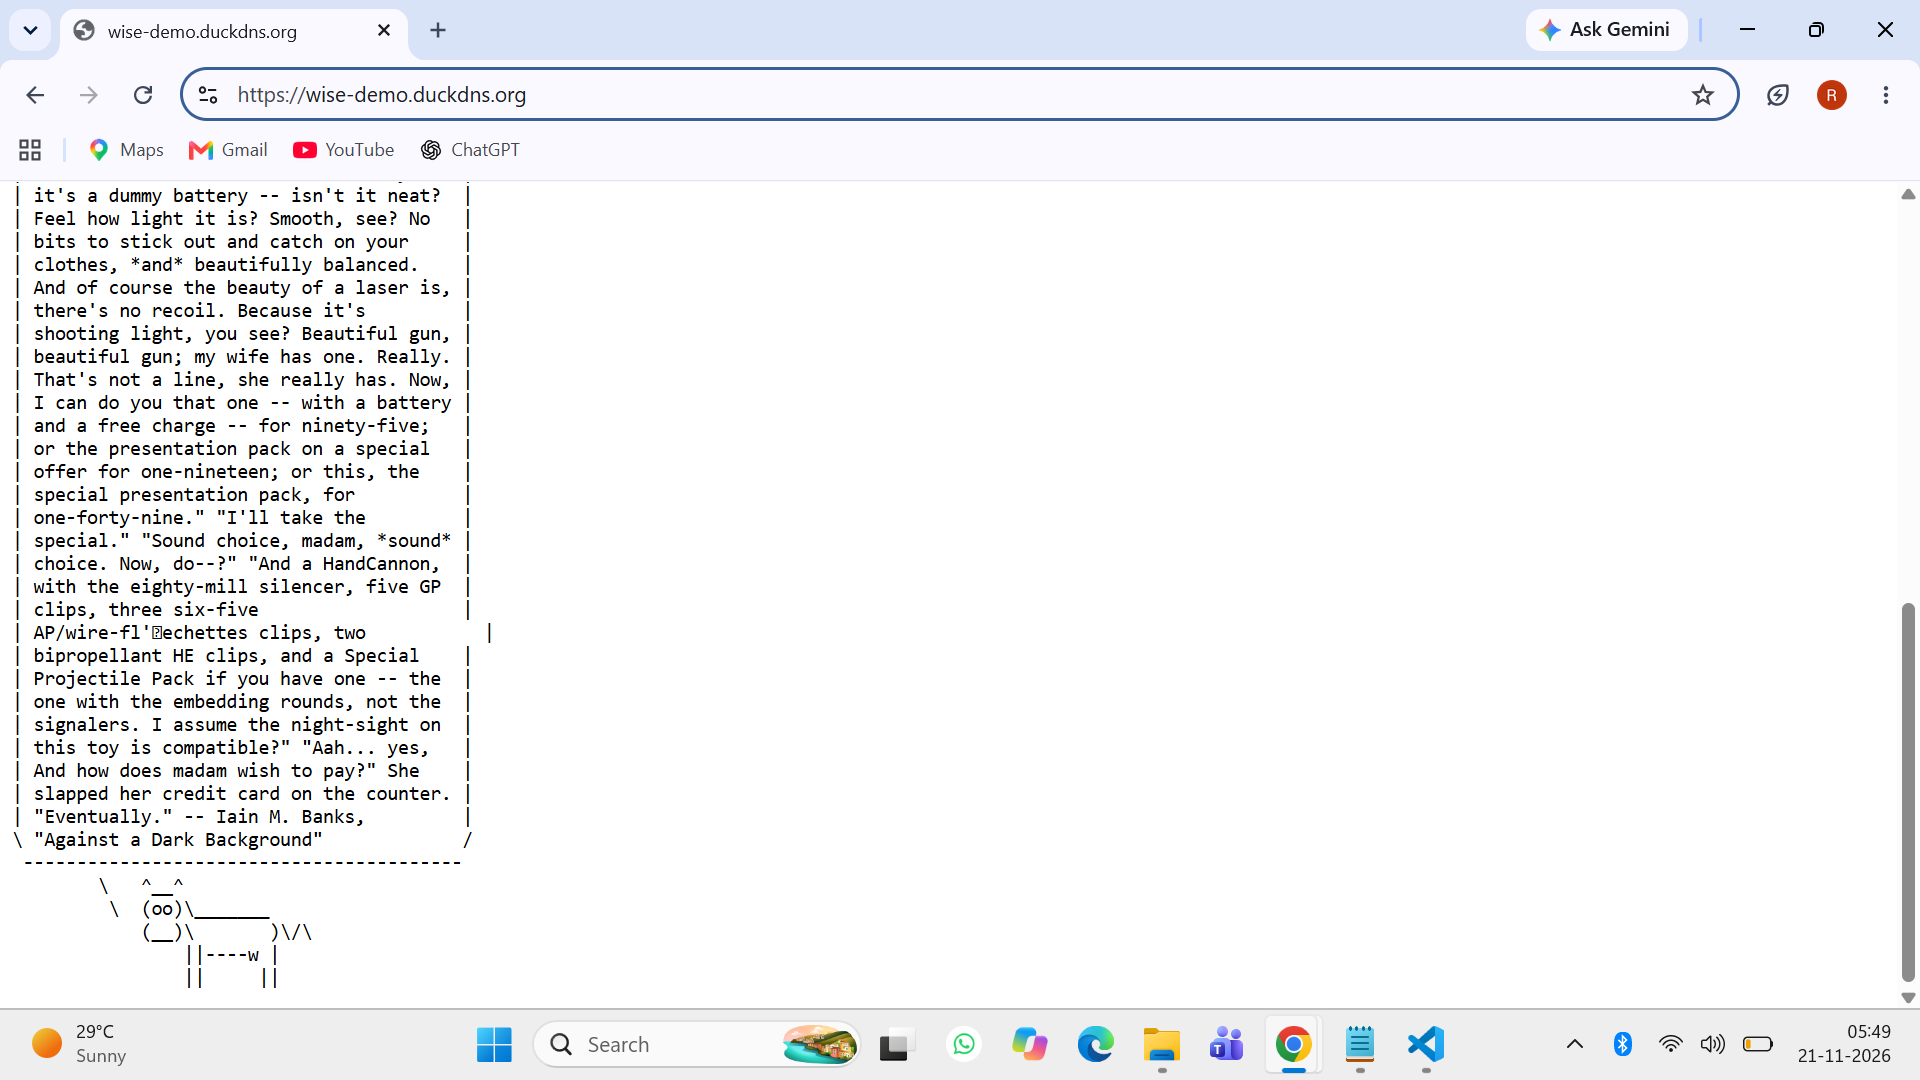 wise-demo.duckdns.org
Ask Gemini
https://wise-demo.duckdns.org
R
Maps
Gmail
YouTube
ChatGPT
| it's a dummy battery -- isn't it neat?  |
| Feel how light it is? Smooth, see? No   |
| bits to stick out and catch on your     |
| clothes, *and* beautifully balanced.    |
| And of course the beauty of a laser is, |
| there's no recoil. Because it's         |
| shooting light, you see? Beautiful gun, |
| beautiful gun; my wife has one. Really. |
| That's not a line, she really has. Now, |
| I can do you that one -- with a battery |
| and a free charge -- for ninety-five;   |
| or the presentation pack on a special   |
| offer for one-nineteen; or this, the    |
| special presentation pack, for          |
| one-forty-nine." "I'll take the         |
| special." "Sound choice, madam, *sound* |
| choice. Now, do--?" "And a HandCannon,  |
| with the eighty-mill silencer, five GP  |
| clips, three six-five                   |
| AP/wire-fl'echettes clips, two           |
| bipropellant HE clips, and a Special    |
| Projectile Pack if you have one -- the  |
| one with the embedding rounds, not the  |
| signalers. I assume the night-sight on  |
| this toy is compatible?" "Aah... yes,   |
| And how does madam wish to pay?" She    |
| slapped her credit card on the counter. |
| "Eventually." -- Iain M. Banks,         |
\ "Against a Dark Background"             /
 -----------------------------------------
        \   ^__^
         \  (oo)\_______
            (__)\       )\/\
                ||----w |
                ||     ||
29°C
Sunny
Search
05:49
21-11-2026